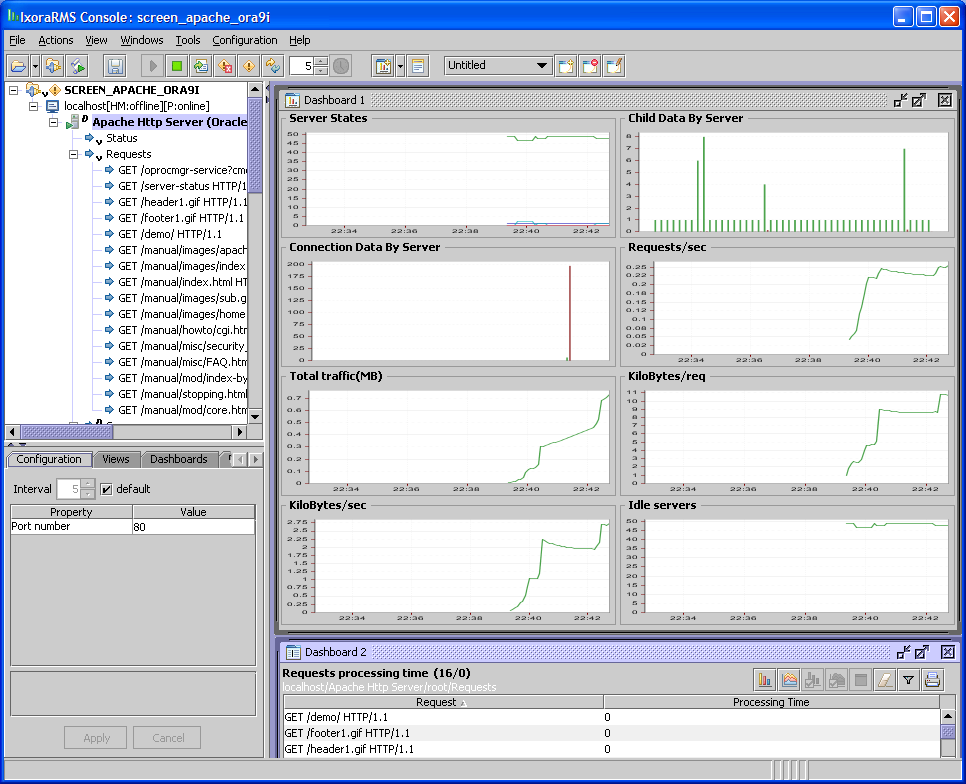 IxoraRMS Console: screen_apache_ora9i
File Actions View Windows Tools Configuration Help
5 Untitled
SCREEN_APACHE_ORA9I
localhost[HM:offline][P:online]
Apache Http Server (Oracle
Status
Requests
GET /oprocmgr-service?cmd
GET /server-status HTTP/1
GET /header1.gif HTTP/1.1
GET /footer1.gif HTTP/1.1
GET /demo/ HTTP/1.1
GET /manual/images/apach
GET /manual/images/index
GET /manual/index.html HT
GET /manual/images/sub.g
GET /manual/images/home
GET /manual/howto/cgi.htm
GET /manual/misc/security_
GET /manual/misc/FAQ.htm
GET /manual/mod/index-by
GET /manual/stopping.html
GET /manual/mod/core.htm
Configuration Views Dashboards
Interval 5 default
Property Value
Port number 80
Apply Cancel
Dashboard 1
Server States
50
45
40
35
30
25
20
15
10
5
0
22:34 22:36 22:38 22:40 22:42
Child Data By Server
8
7
6
5
4
3
2
1
0
Connection Data By Server
200
175
150
125
100
75
50
25
0
Requests/sec
0.25
0.22
0.2
0.18
0.15
0.12
0.1
0.08
0.05
0.02
0
22:34 22:36 22:38 22:40 22:42
Total traffic(MB)
0.7
0.6
0.5
0.4
0.3
0.2
0.1
0
22:34 22:36 22:38 22:40 22:42
KiloBytes/req
11
10
9
8
7
6
5
4
3
2
1
0
22:34 22:36 22:38 22:40 22:42
KiloBytes/sec
2.75
2.5
2.25
2
1.75
1.5
1.25
1
0.75
0.5
0.25
0
22:34 22:36 22:38 22:40 22:42
Idle servers
50
45
40
35
30
25
20
15
10
5
0
22:34 22:36 22:38 22:40 22:42
Dashboard 2
Requests processing time (16/0)
localhost/Apache Http Server/root/Requests
Request Processing Time
GET /demo/ HTTP/1.1 0
GET /footer1.gif HTTP/1.1 0
GET /header1.gif HTTP/1.1 0